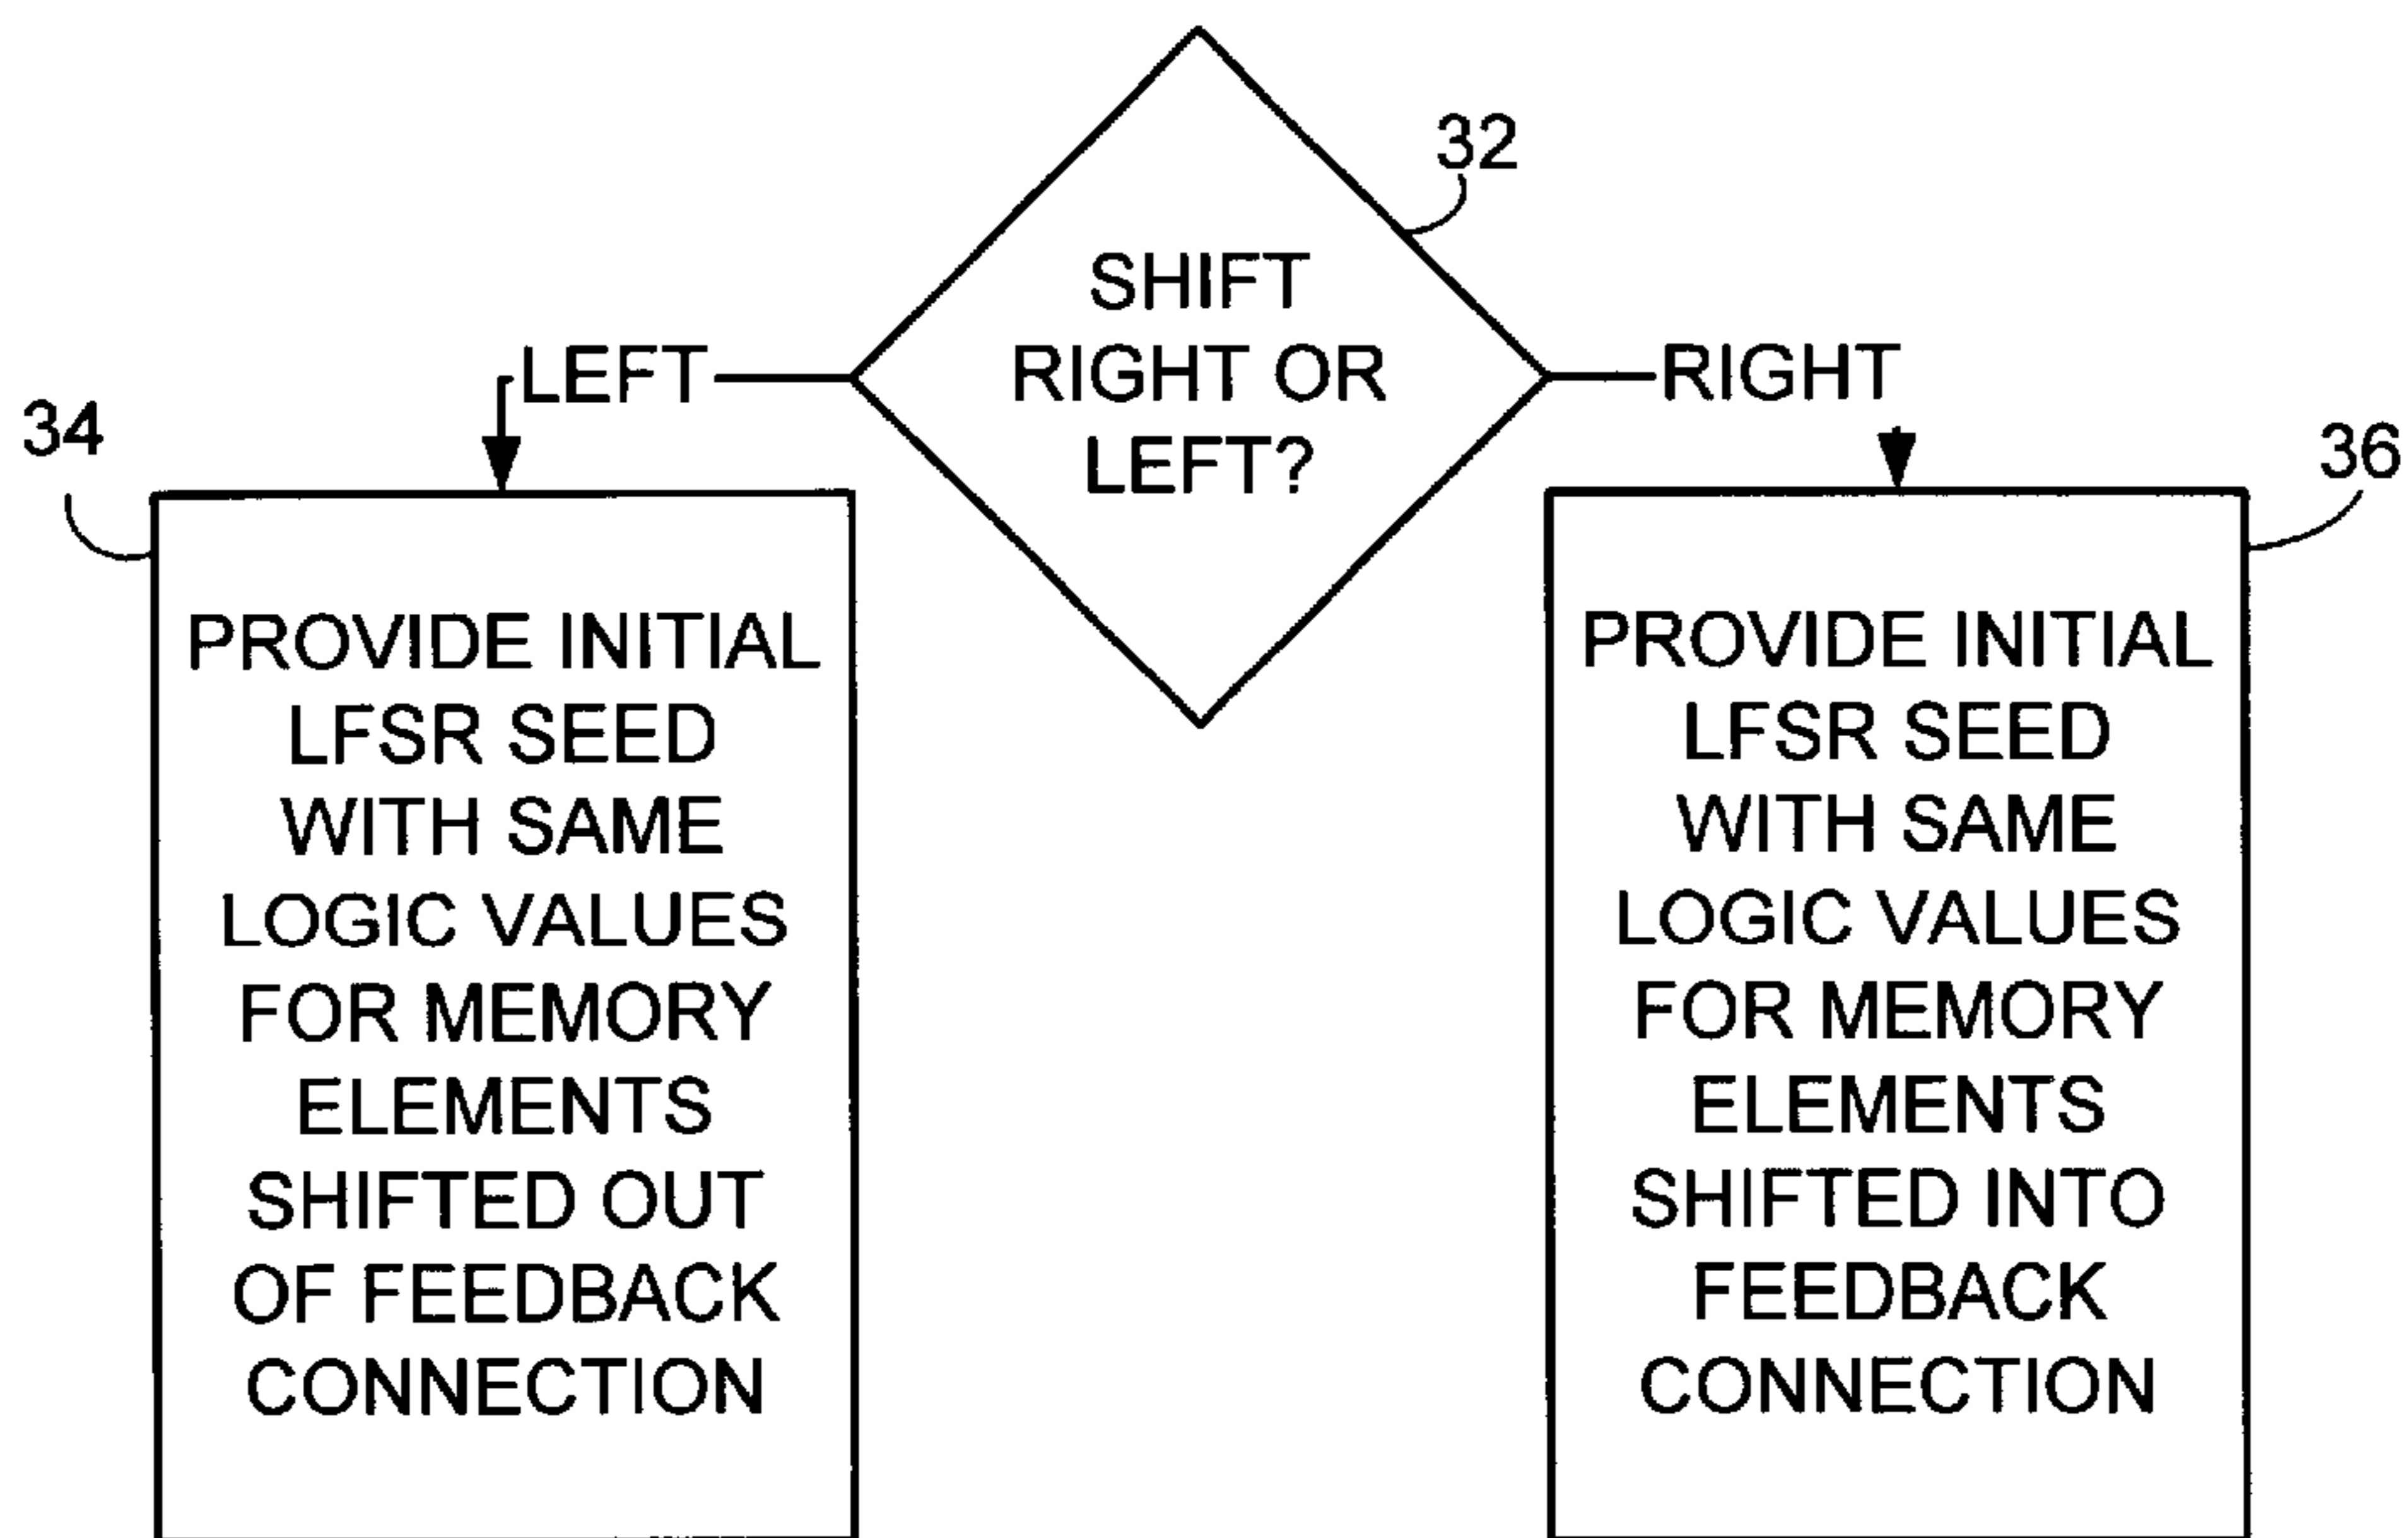 32
SHIFT
RIGHT OR
LEFT?
LEFT
RIGHT
34
PROVIDE INITIAL
LFSR SEED
WITH SAME
LOGIC VALUES
FOR MEMORY
ELEMENTS
SHIFTED OUT
OF FEEDBACK
CONNECTION
36
PROVIDE INITIAL
LFSR SEED
WITH SAME
LOGIC VALUES
FOR MEMORY
ELEMENTS
SHIFTED INTO
FEEDBACK
CONNECTION